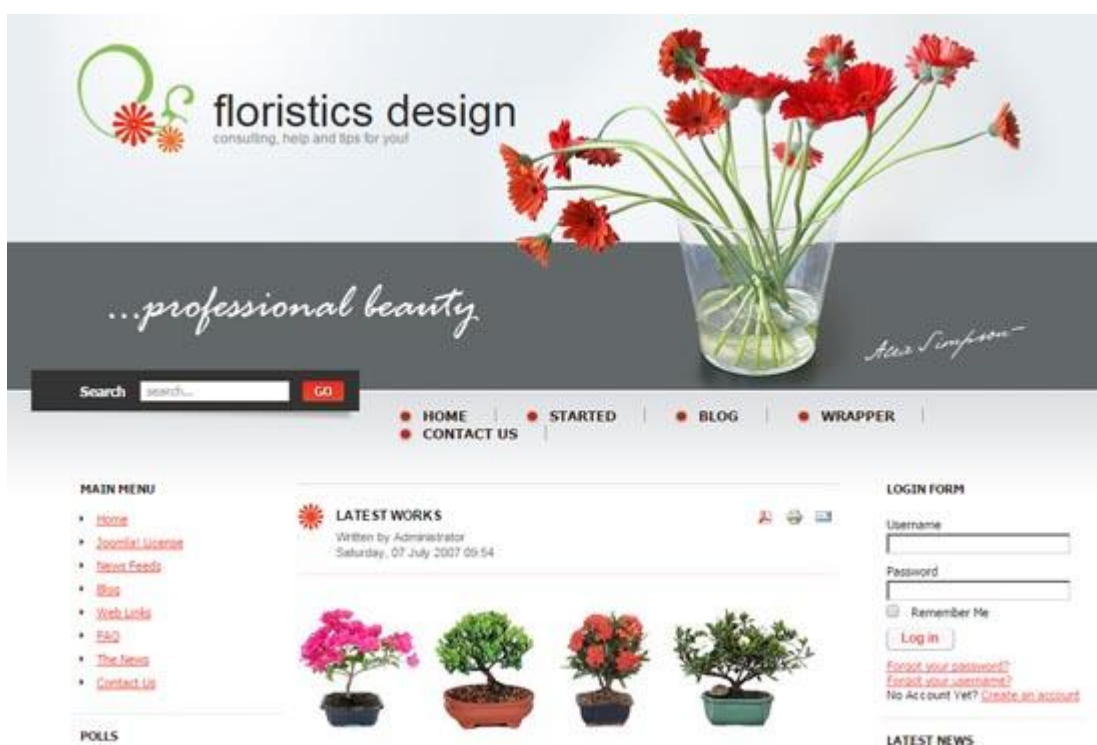 floristics design
consulting, help and tips for you!
...professional beauty
Alex Simpson
Search
search...
GO
HOME
STARTED
BLOG
WRAPPER
CONTACT US
MAIN MENU
Home
Joomla! License
News Feeds
Blog
Web Links
FAQ
The News
Contact Us
POLLS
LATEST WORKS
Written by Administrator
Saturday, 07 July 2007 09:54
LOGIN FORM
Username
Password
Remember Me
Log in
Forgot your password?
Forgot your username?
No Account Yet? Create an account
LATEST NEWS